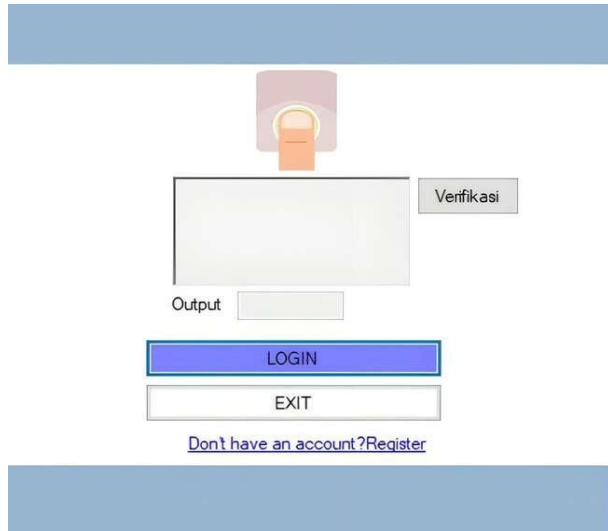 Verifikasi
Output
LOGIN
EXIT
Don't have an account?Register